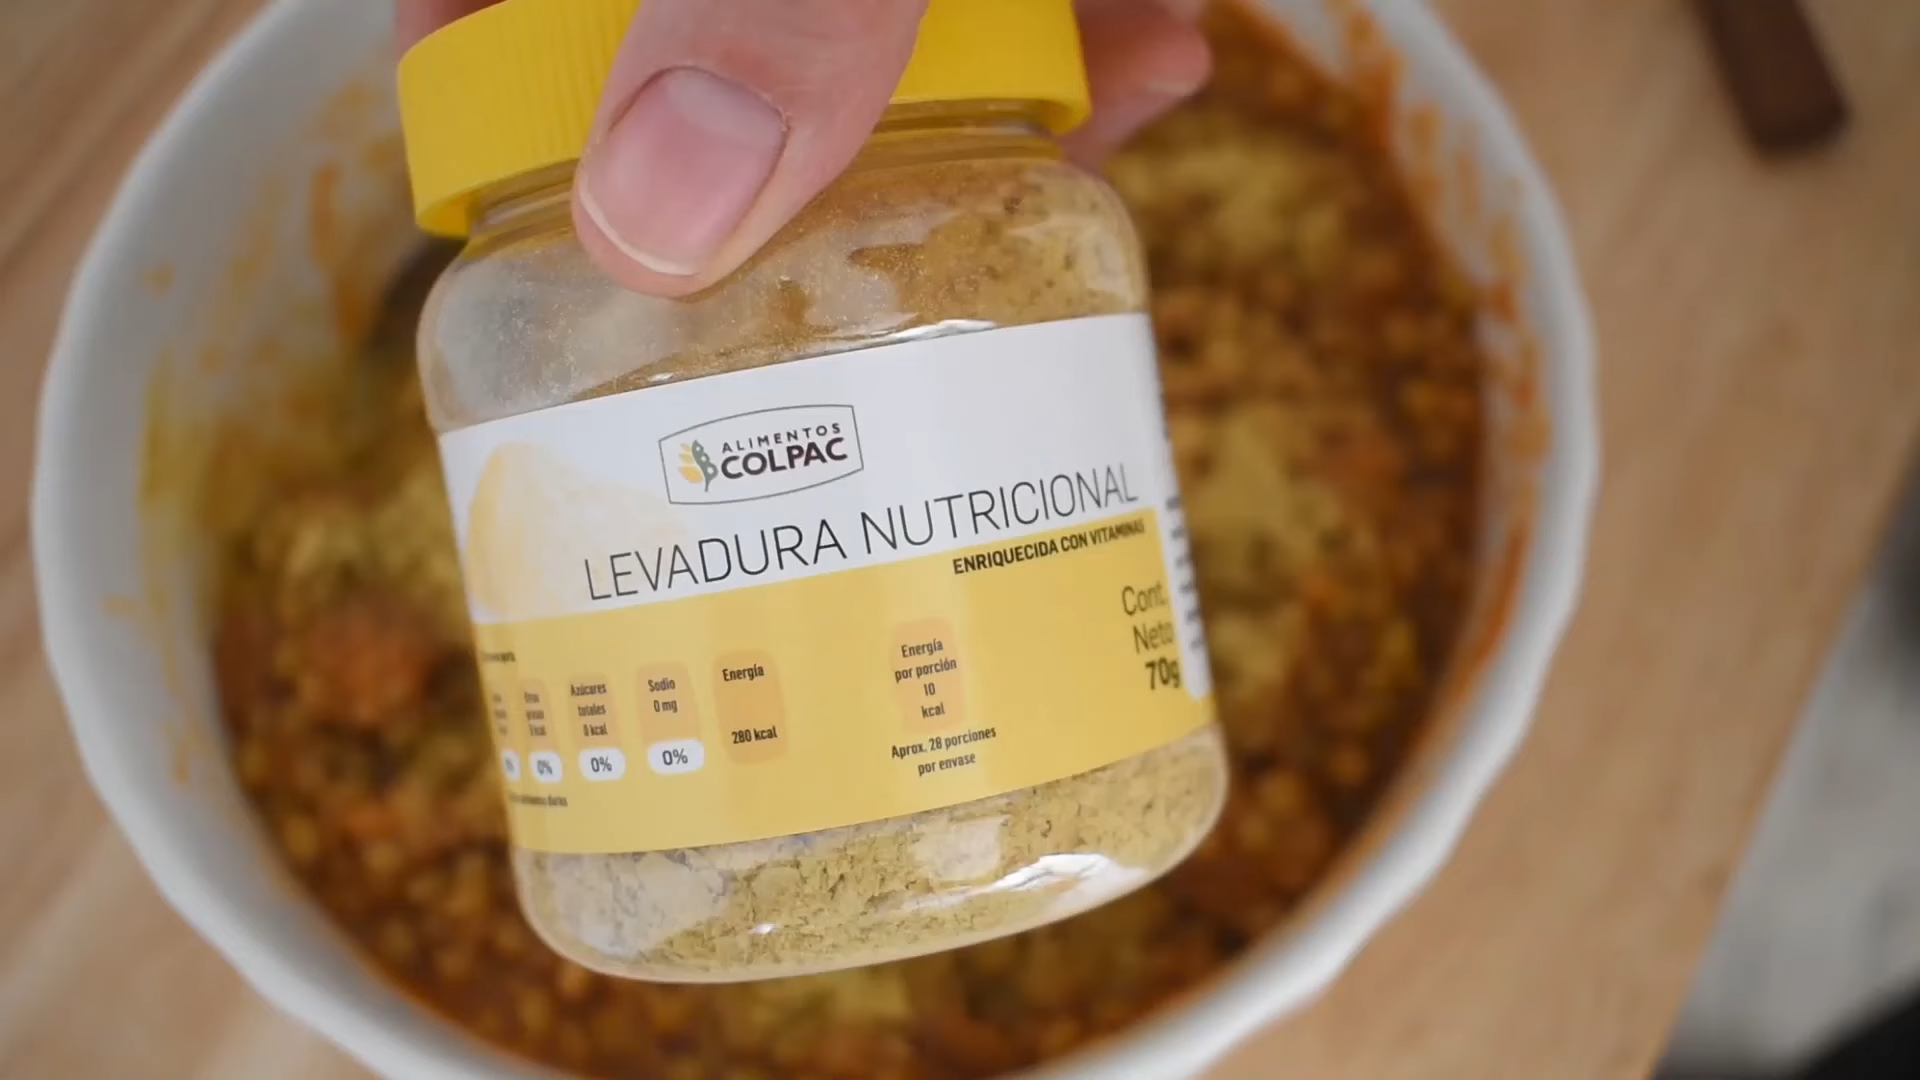 ALIMENTOS
COLPAC
LEVADURA NUTRICIONAL
ENRIQUECIDA CON VITAMINAS
Cont.
Neto
70g
Azúcares
totales
0 kcal
0%
Sodio
0 mg
0%
Energía
280 kcal
Energía
por porción
10
kcal
Aprox. 28 porciones
por envase
0%